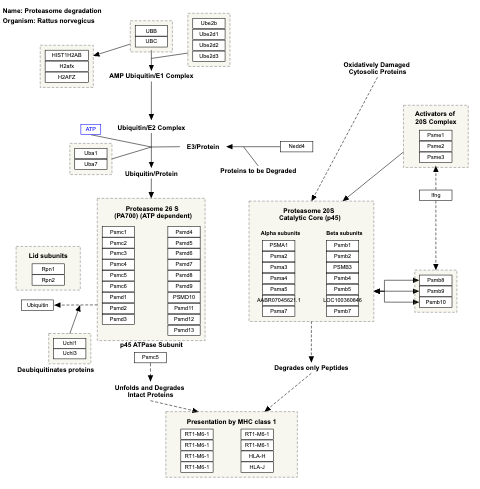 Name: Proteasome degradation
Organism: Rattus norvegicus
UBB
UBC
Ube2b
Ube2d1
Ube2d2
Ube2d3
HIST1H2AB
H2afx
H2AFZ
AMP Ubiquitin/E1 Complex
Oxidatively Damaged
Cytosolic Proteins
Activators of
20S Complex
Psme1
Psme2
Psme3
ATP
Ubiquitin/E2 Complex
Uba1
Uba7
E3/Protein
Nedd4
Proteins to be Degraded
Ubiquitin/Protein
Ifng
Proteasome 26 S
(PA700) (ATP dependent)
Psmc1
Psmc2
Psmc3
Psmc4
Psmc5
Psmc6
Psmd1
Psmd2
Psmd3
Psmd4
Psmd5
Psmd6
Psmd7
Psmd8
Psmd9
PSMD10
Psmd11
Psmd12
Psmd13
Proteasome 20S
Catalytic Core (p45)
Alpha subunits
PSMA1
Psma2
Psma3
Psma4
Psma5
AABR07045621.1
Psma7
Beta subunits
Psmb1
Psmb2
PSMB3
Psmb4
Psmb5
LOC100360846
Psmb7
Psmb8
Psmb9
Psmb10
Lid subunits
Rpn1
Rpn2
Ubiquitin
Uchl1
Uchl3
Deubiquitinates proteins
p45 ATPase Subunit
Psmc5
Unfolds and Degrades
Intact Proteins
Degrades only Peptides
Presentation by MHC class 1
RT1-M6-1
RT1-M6-1
RT1-M6-1
RT1-M6-1
RT1-M6-1
RT1-M6-1
HLA-H
HLA-J